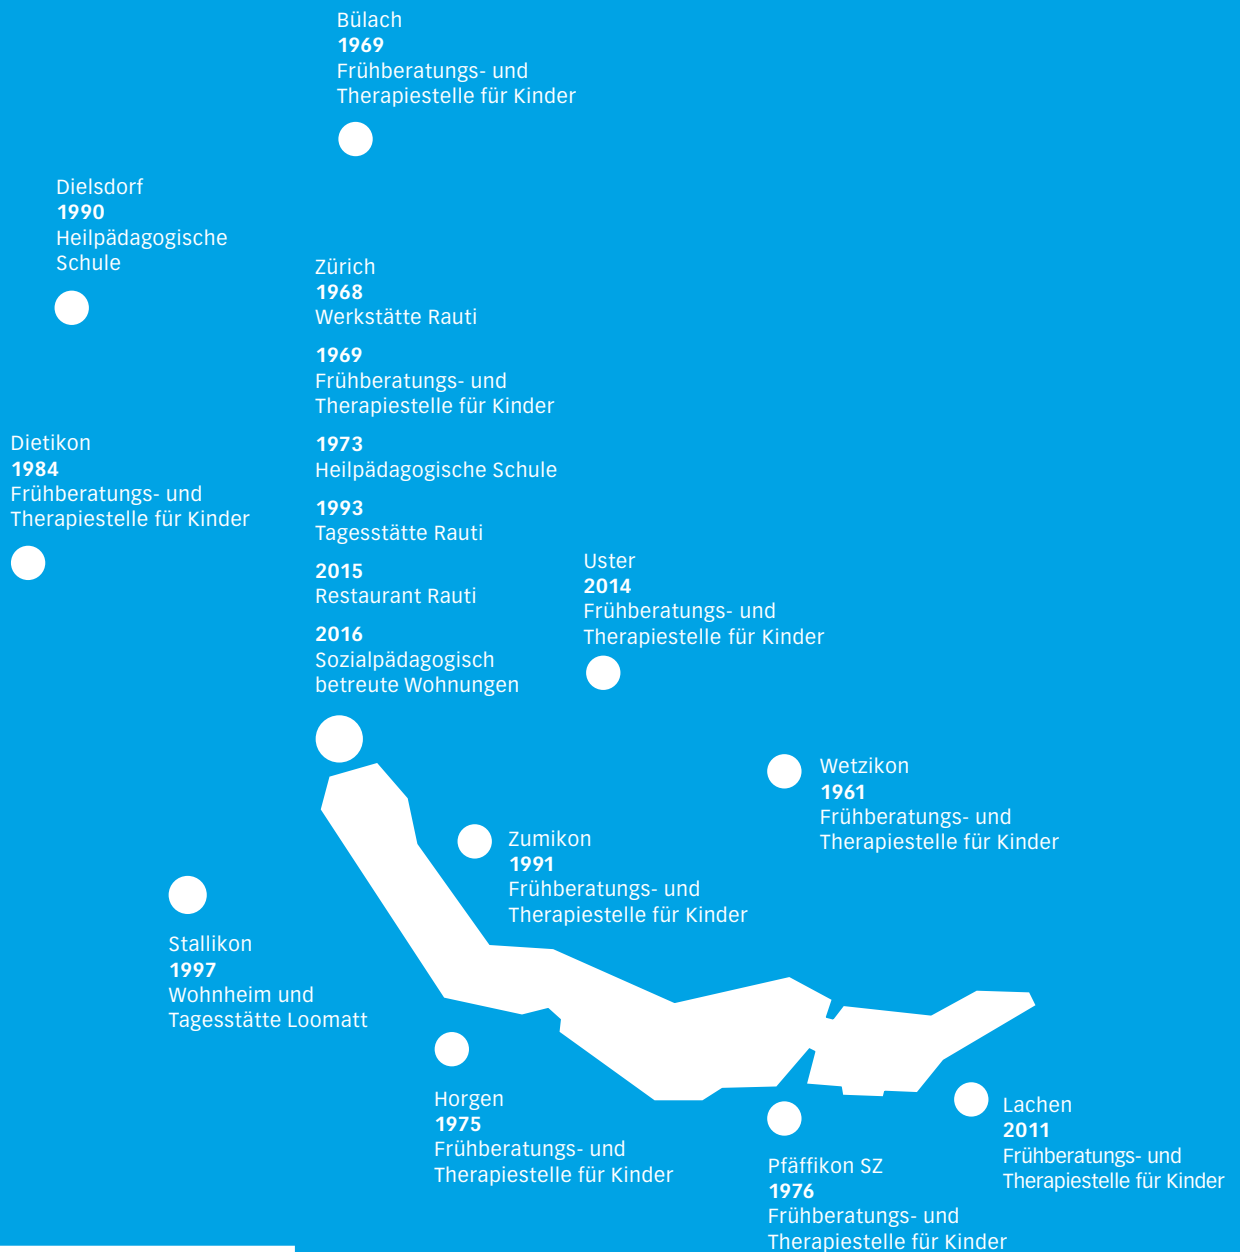 Bülach
1969
Frühberatungs- und
Therapiestelle für Kinder
Dielsdorf
1990
Heilpädagogische
Schule
Zürich
1968
Werkstätte Rauti
1969
Frühberatungs- und
Therapiestelle für Kinder
1973
Heilpädagogische Schule
1993
Tagesstätte Rauti
2015
Restaurant Rauti
2016
Sozialpädagogisch
betreute Wohnungen
Dietikon
1984
Frühberatungs- und
Therapiestelle für Kinder
Uster
2014
Frühberatungs- und
Therapiestelle für Kinder
Wetzikon
1961
Frühberatungs- und
Therapiestelle für Kinder
Zumikon
1991
Frühberatungs- und
Therapiestelle für Kinder
Stallikon
1997
Wohnheim und
Tagesstätte Loomatt
Horgen
1975
Frühberatungs- und
Therapiestelle für Kinder
Pfäffikon SZ
1976
Frühberatungs- und
Therapiestelle für Kinder
Lachen
2011
Frühberatungs- und
Therapiestelle für Kinder